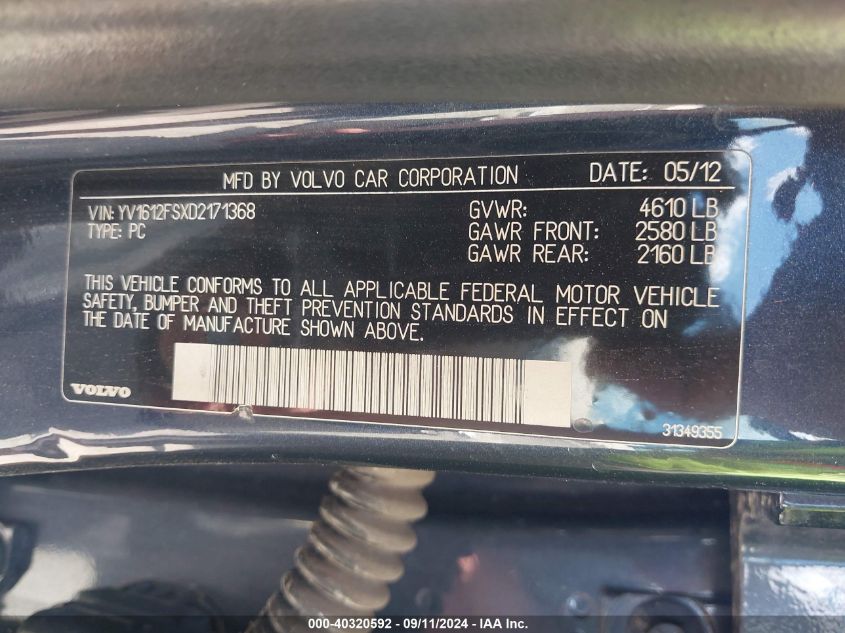 MFD BY VOLVO CAR CORPORATION DATE: 05/12
VIN: YV1612FSXD2171368 GVWR: 4610 LB
TYPE: PC GAWR FRONT: 2580 LB
GAWR REAR: 2160 LB
THIS VEHICLE CONFORMS TO ALL APPLICABLE FEDERAL MOTOR VEHICLE
SAFETY, BUMPER AND THEFT PREVENTION STANDARDS IN EFFECT ON
THE DATE OF MANUFACTURE SHOWN ABOVE.
VOLVO
31349355
000-40320592 - 09/11/2024 - IAA Inc.